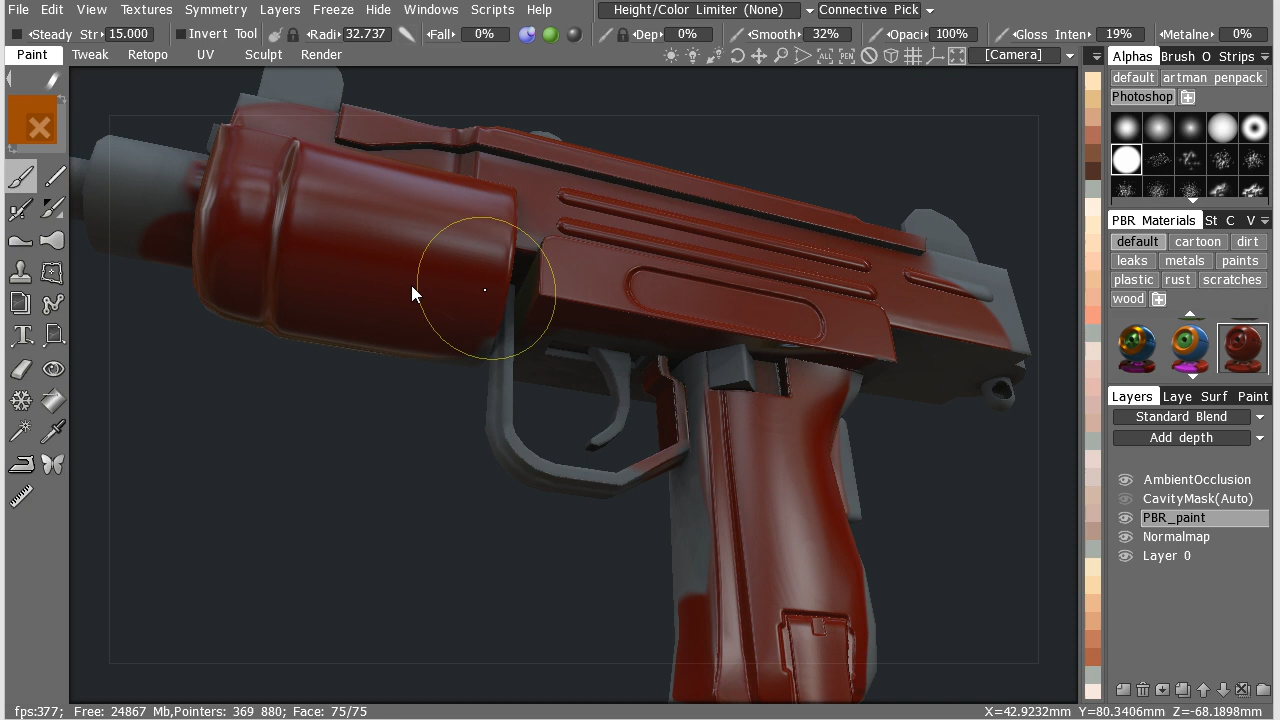 File Edit View Textures Symmetry Layers Freeze Hide Windows Scripts Help Height/Color Limiter (None) Connective Pick
Steady Str 15.000 Invert Tool Radi 32.737 Fall 0% Dep 0% Smooth 32% Opaci 100% Gloss Inten 19% Metalne 0%
Paint Tweak Retopo UV Sculpt Render ALL REN [Camera] Alphas Brush O Strips
default artman penpack
Photoshop
PBR Materials St C V
default cartoon dirt
leaks metals paints
plastic rust scratches
wood
Layers Laye Surf Paint
Standard Blend
Add depth
AmbientOcclusion
CavityMask(Auto)
PBR_paint
Normalmap
Layer 0
fps:377; Free: 24867 Mb,Pointers: 369 880; Face: 75/75 X=42.9232mm Y=80.3406mm Z=-68.1898mm